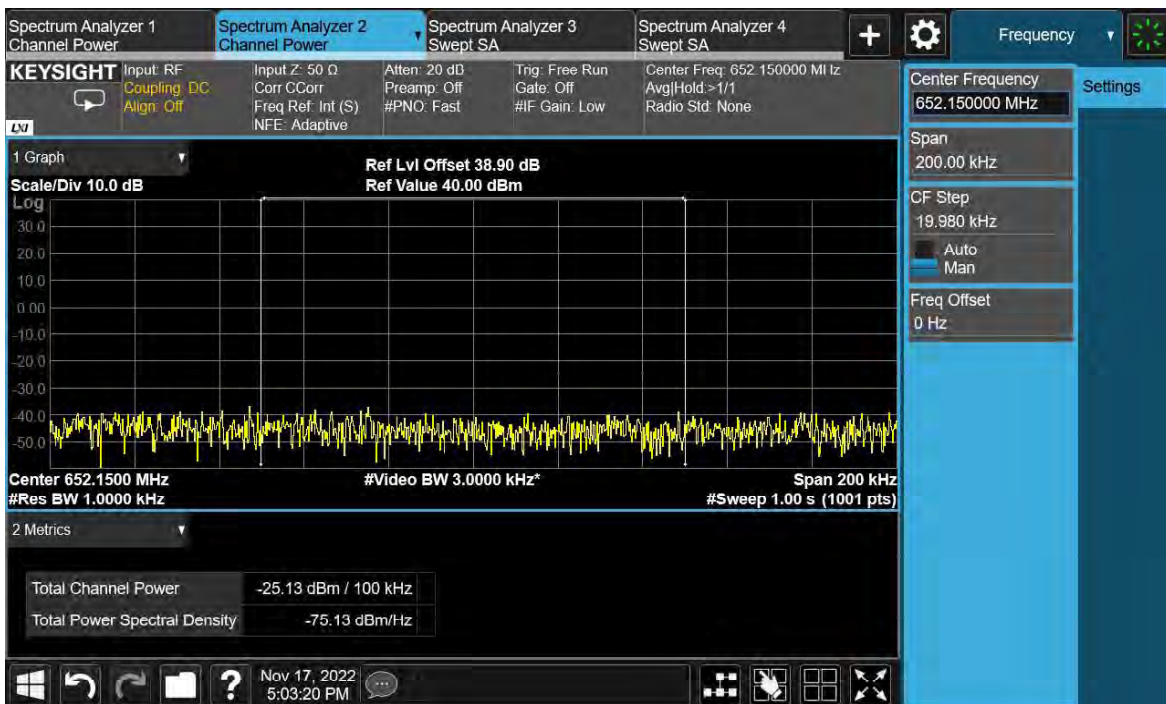 Spectrum Analyzer 1
Channel Power
Spectrum Analyzer 2
Channel Power
Spectrum Analyzer 3
Swept SA
Spectrum Analyzer 4
Swept SA
+
Frequency
KEYSIGHT
LXI
Input: RF
Coupling: DC
Align: Off
Input Z: 50 Ω
Corr CCorr
Freq Ref: Int (S)
NFE: Adaptive
Atten: 20 dB
Preamp: Off
#PNO: Fast
Trig: Free Run
Gate: Off
#IF Gain: Low
Center Freq: 652.150000 MHz
Avg|Hold:>1/1
Radio Std: None
Center Frequency
652.150000 MHz
Settings
Span
200.00 kHz
CF Step
19.980 kHz
Auto
Man
Freq Offset
0 Hz
1 Graph
Scale/Div 10.0 dB
Ref Lvl Offset 38.90 dB
Ref Value 40.00 dBm
Log
30.0
20.0
10.0
0.00
-10.0
-20.0
-30.0
-40.0
-50.0
Center 652.1500 MHz
#Video BW 3.0000 kHz*
Span 200 kHz
#Res BW 1.0000 kHz
#Sweep 1.00 s (1001 pts)
2 Metrics
Total Channel Power -25.13 dBm / 100 kHz
Total Power Spectral Density -75.13 dBm/Hz
?
Nov 17, 2022
5:03:20 PM